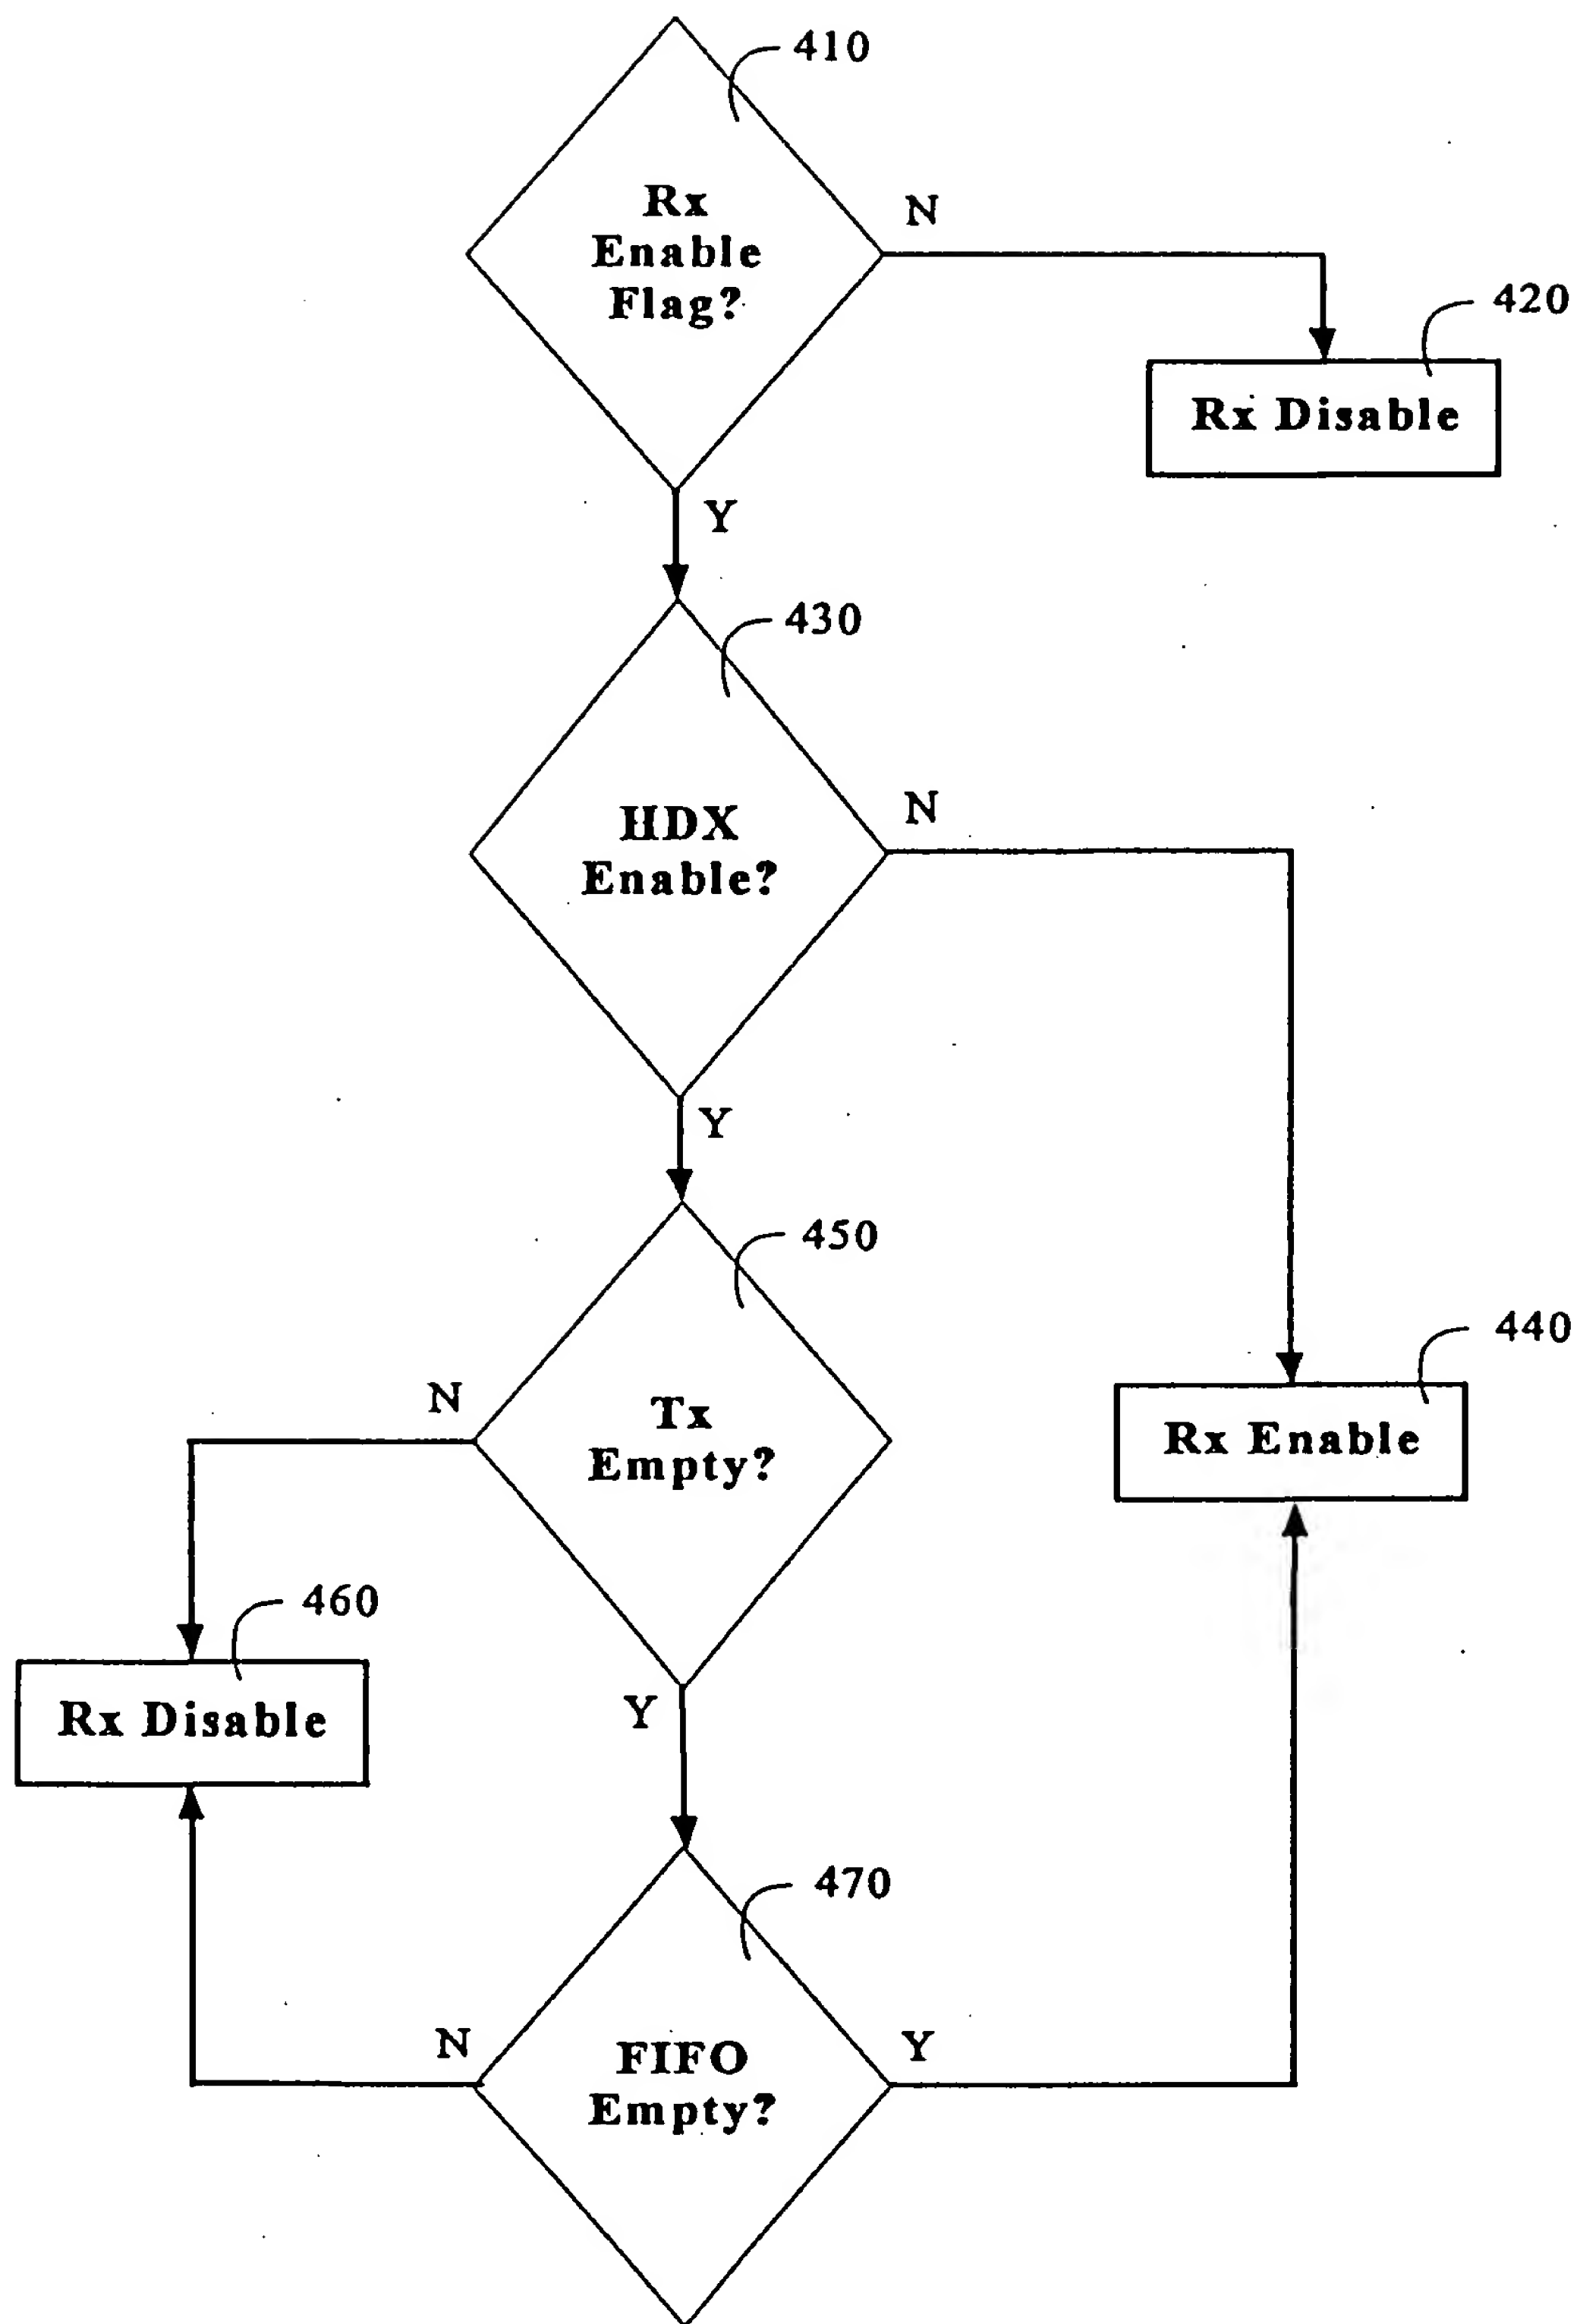 410
Rx
Enable
Flag?
N
420
Rx Disable
Y
430
HDX
Enable?
N
Y
450
Tx
Empty?
N
440
Rx Enable
460
Rx Disable
Y
470
FIFO
Empty?
N
Y